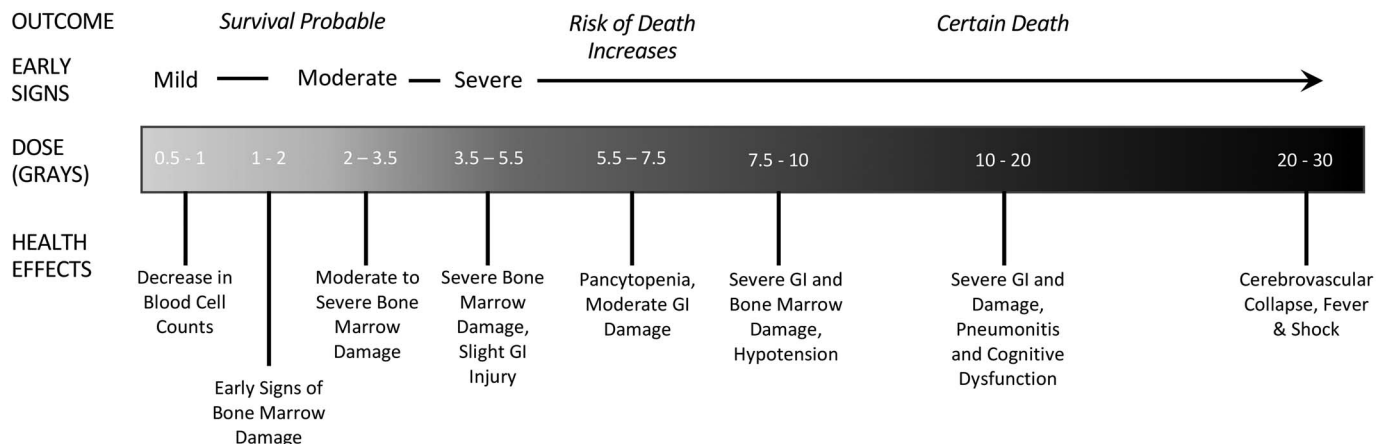 OUTCOME
Survival Probable
Risk of Death
Increases
Certain Death
EARLY
SIGNS
Mild
Moderate
Severe
DOSE
(GRAYS)
0.5 - 1
1 - 2
2 – 3.5
3.5 – 5.5
5.5 – 7.5
7.5 - 10
10 - 20
20 - 30
HEALTH
EFFECTS
Decrease in
Blood Cell
Counts
Early Signs of
Bone Marrow
Damage
Moderate to
Severe Bone
Marrow
Damage
Severe Bone
Marrow
Damage,
Slight GI
Injury
Pancytopenia,
Moderate GI
Damage
Severe GI and
Bone Marrow
Damage,
Hypotension
Severe GI and
Damage,
Pneumonitis
and Cognitive
Dysfunction
Cerebrovascular
Collapse, Fever
& Shock